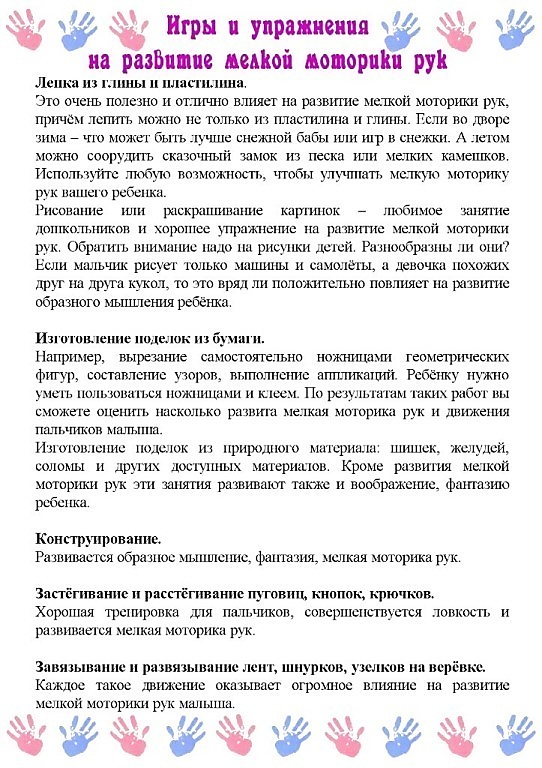 Игры и упражнения
на развитие мелкой моторики рук
Лепка из глины и пластилина.
Это очень полезно и отлично влияет на развитие мелкой моторики рук,
причём лепить можно не только из пластилина и глины. Если во дворе
зима – что может быть лучше снежной бабы или игр в снежки. А летом
можно соорудить сказочный замок из песка или мелких камешков.
Используйте любую возможность, чтобы улучшать мелкую моторику
рук вашего ребенка.
Рисование или раскрашивание картинок – любимое занятие
дошкольников и хорошее упражнение на развитие мелкой моторики
рук. Обратить внимание надо на рисунки детей. Разнообразны ли они?
Если мальчик рисует только машины и самолёты, а девочка похожих
друг на друга кукол, то это вряд ли положительно повлияет на развитие
образного мышления ребёнка.
Изготовление поделок из бумаги.
Например, вырезание самостоятельно ножницами геометрических
фигур, составление узоров, выполнение аппликаций. Ребёнку нужно
уметь пользоваться ножницами и клеем. По результатам таких работ вы
сможете оценить насколько развита мелкая моторика рук и движения
пальчиков малыша.
Изготовление поделок из природного материала: шишек, желудей,
соломы и других доступных материалов. Кроме развития мелкой
моторики рук эти занятия развивают также и воображение, фантазию
ребенка.
Конструирование.
Развивается образное мышление, фантазия, мелкая моторика рук.
Застёгивание и расстёгивание пуговиц, кнопок, крючков.
Хорошая тренировка для пальчиков, совершенствуется ловкость и
развивается мелкая моторика рук.
Завязывание и развязывание лент, шнурков, узелков на верёвке.
Каждое такое движение оказывает огромное влияние на развитие
мелкой моторики рук малыша.